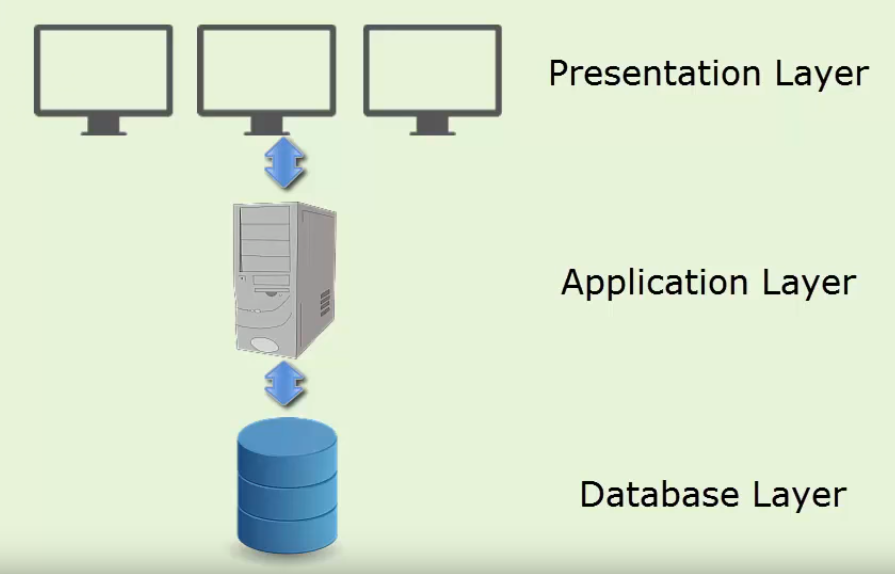 Presentation Layer
Application Layer
Database Layer